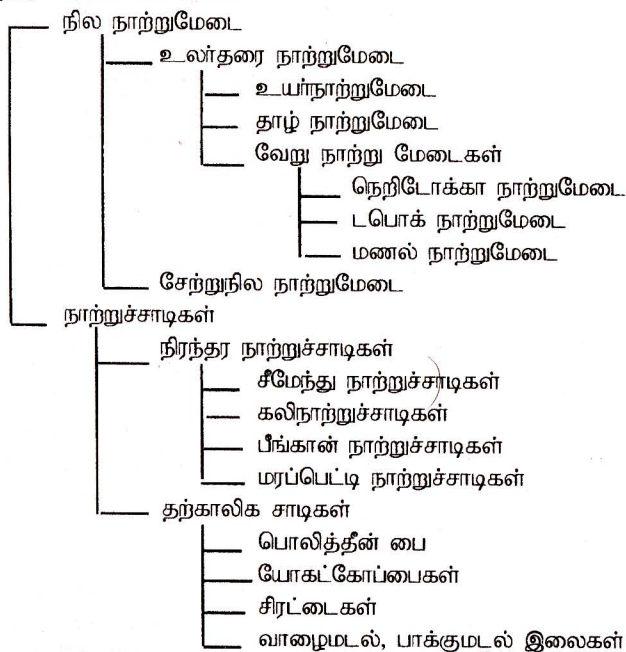 நில நாற்றுமேடை
உலர்தரை நாற்றுமேடை
உயர்நாற்றுமேடை
தாழ் நாற்றுமேடை
வேறு நாற்று மேடைகள்
நெறிடோக்கா நாற்றுமேடை
டபொக் நாற்றுமேடை
மணல் நாற்றுமேடை
சேற்றுநில நாற்றுமேடை
நாற்றுச்சாடிகள்
நிரந்தர நாற்றுச்சாடிகள்
சீமேந்து நாற்றுச்சாடிகள்
களிநாற்றுச்சாடிகள்
பீங்கான் நாற்றுச்சாடிகள்
மரப்பெட்டி நாற்றுச்சாடிகள்
தற்காலிக சாடிகள்
பொலித்தீன் பை
யோகட்கோப்பைகள்
சிரட்டைகள்
வாழைமடல், பாக்குமடல் இலைகள்